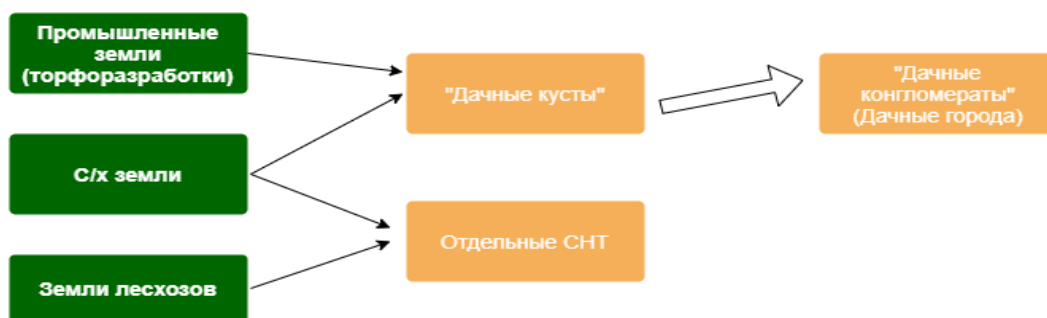 Промышленные
земли
(торфоразработки)
"Дачные кусты"
"Дачные
конгломераты"
(Дачные города)
С/х земли
Отдельные СНТ
Земли лесхозов